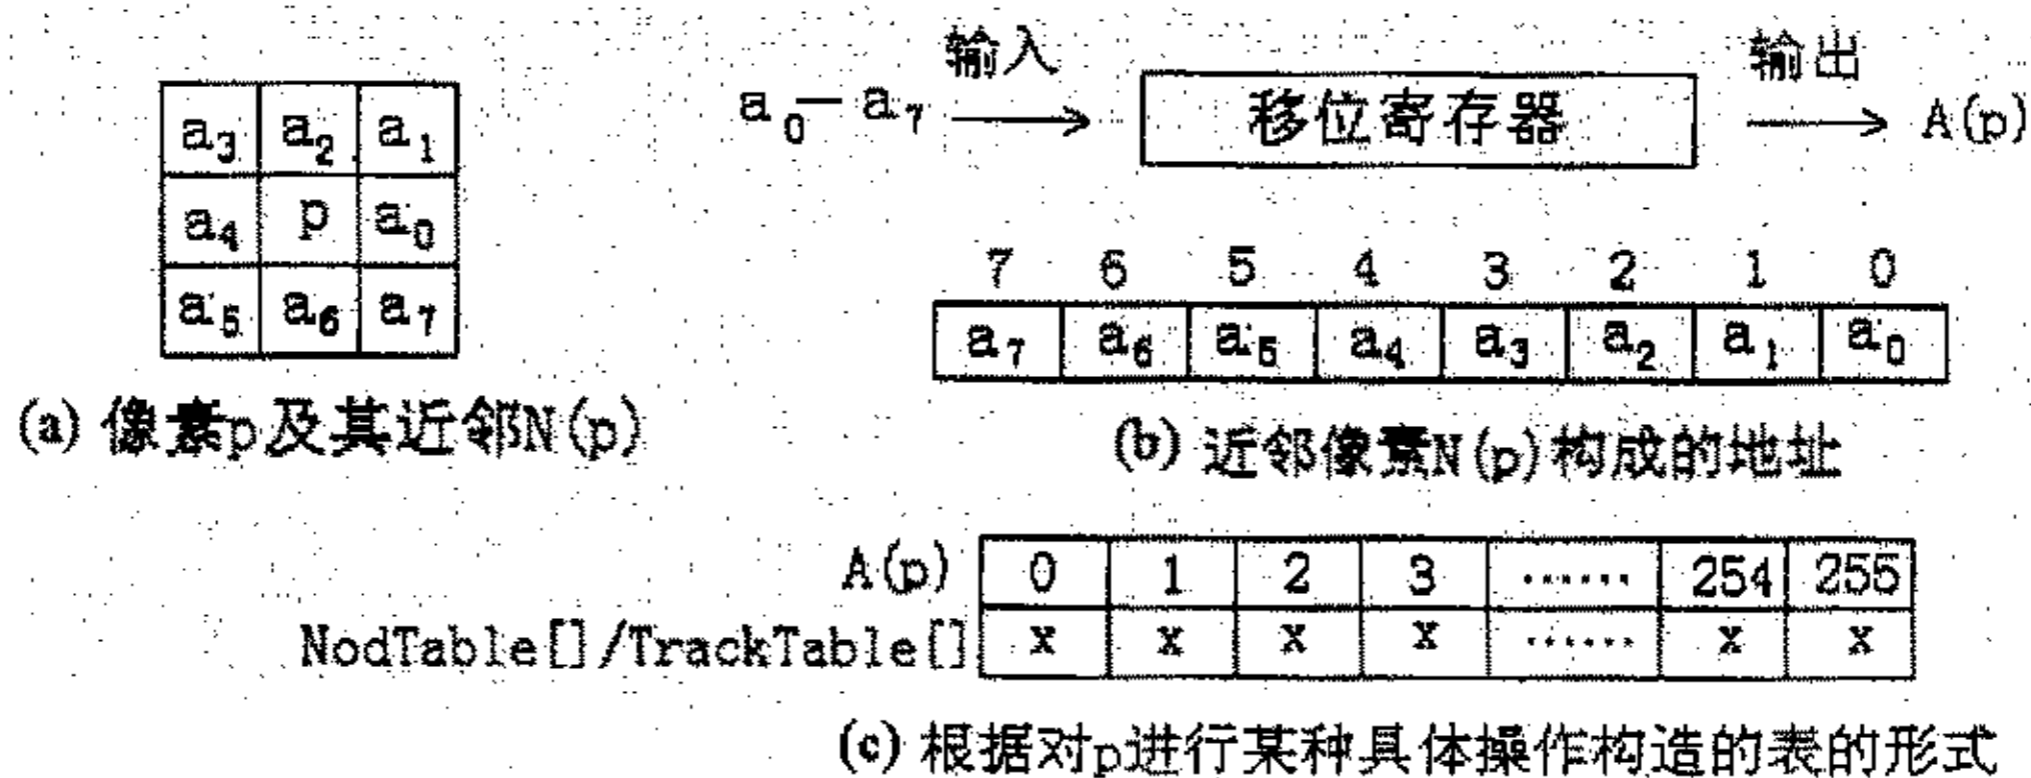 a₃ a₂ a₁
a₄ p a₀
a₅ a₆ a₇
(a) 像素p及其近邻N(p)
输入 输出
a₀—a₇ 移位寄存器 A(p)
7 6 5 4 3 2 1 0
a₇ a₆ a₅ a₄ a₃ a₂ a₁ a₀
(b) 近邻像素N(p)构成的地址
A(p) 0 1 2 3 ...... 254 255
NodTable[]/TrackTable[] x x x x ...... x x
(c) 根据对p进行某种具体操作构造的表的形式